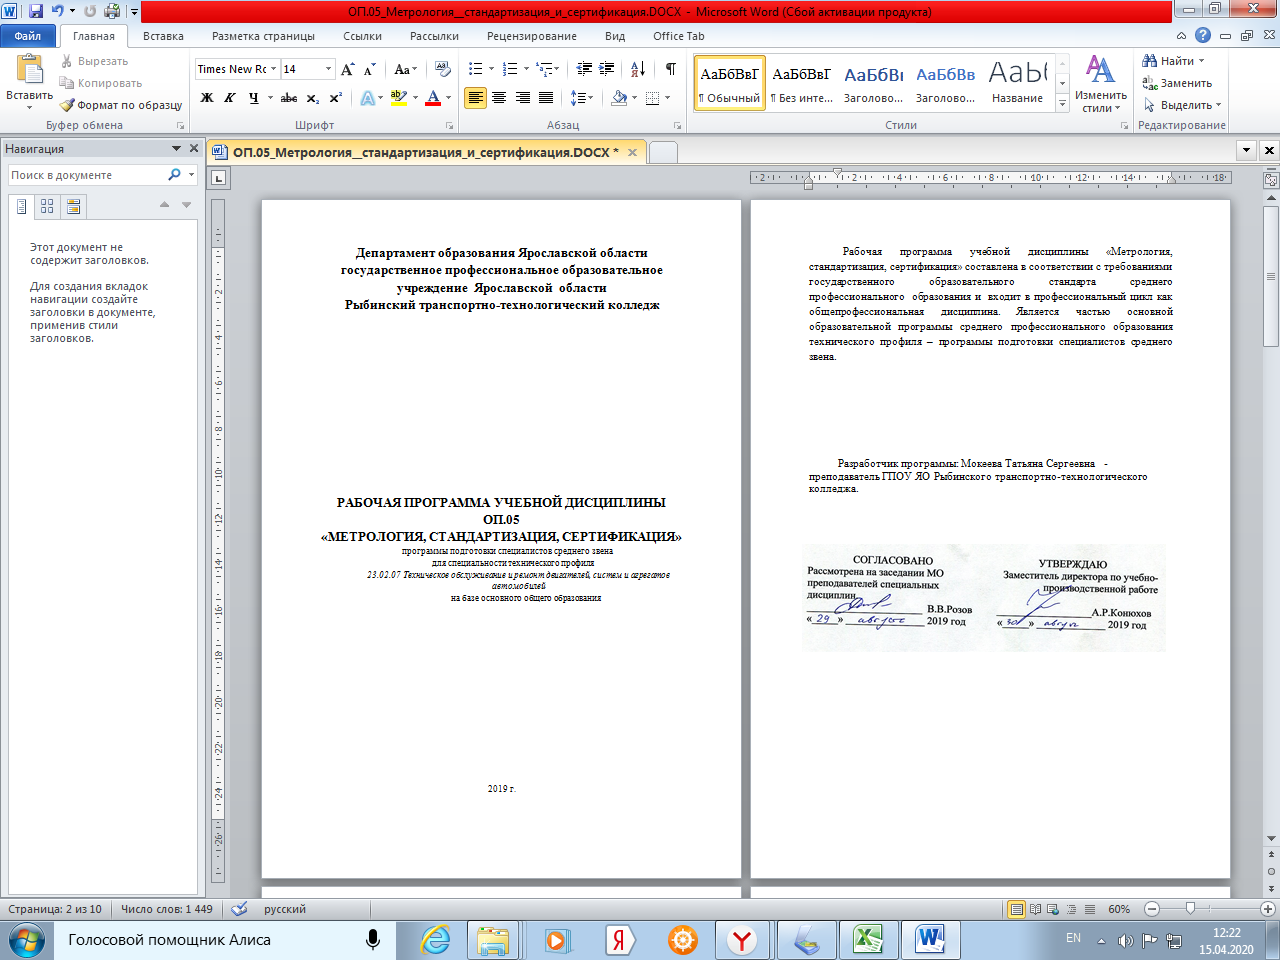 ОП.05_Метрология__стандартизация_и_сертификация.DOCX - Microsoft Word (Сбой активации продукта)
Файл Главная Вставка Разметка страницы Ссылки Рассылки Рецензирование Вид Office Tab
Вставить
Вырезать
Копировать
Формат по образцу
Буфер обмена
Times New Rc 14
Ж К Ч abc x₂ x²
Шрифт
Абзац
АаБбВвГ АаБбВвГ АаБбВı АаБбВв АаЬ
¶ Обычный ¶ Без инте... Заголово... Заголово... Название
Стили
Изменить стили
Найти
Заменить
Выделить
Редактирование
Навигация
Поиск в документе
Этот документ не
содержит заголовков.
Для создания вкладок
навигации создайте
заголовки в документе,
применив стили
заголовков.
ОП.05_Метрология__стандартизация_и_сертификация.DOCX *
Департамент образования Ярославской области
государственное профессиональное образовательное
учреждение Ярославской области
Рыбинский транспортно-технологический колледж
РАБОЧАЯ ПРОГРАММА УЧЕБНОЙ ДИСЦИПЛИНЫ
ОП.05
«МЕТРОЛОГИЯ, СТАНДАРТИЗАЦИЯ, СЕРТИФИКАЦИЯ»
программы подготовки специалистов среднего звена
для специальности технического профиля
23.02.07 Техническое обслуживание и ремонт двигателей, систем и агрегатов
автомобилей
на базе основного общего образования
2019 г.
Рабочая программа учебной дисциплины «Метрология,
стандартизация, сертификация» составлена в соответствии с требованиями
государственного образовательного стандарта среднего
профессионального образования и входит в профессиональный цикл как
общепрофессиональная дисциплина. Является частью основной
образовательной программы среднего профессионального образования
технического профиля – программы подготовки специалистов среднего
звена.
Разработчик программы: Мокеева Татьяна Сергеевна -
преподаватель ГПОУ ЯО Рыбинского транспортно-технологического
колледжа.
СОГЛАСОВАНО
Рассмотрена на заседании МО
преподавателей специальных
дисциплин
В.В.Розов
«29» августа 2019 год
УТВЕРЖДАЮ
Заместитель директора по учебно-
производственной работе
А.Р.Конюхов
«30» август 2019 год
Страница: 2 из 10 Число слов: 1 449 русский 60%
Голосовой помощник Алиса
EN
12:22
15.04.2020